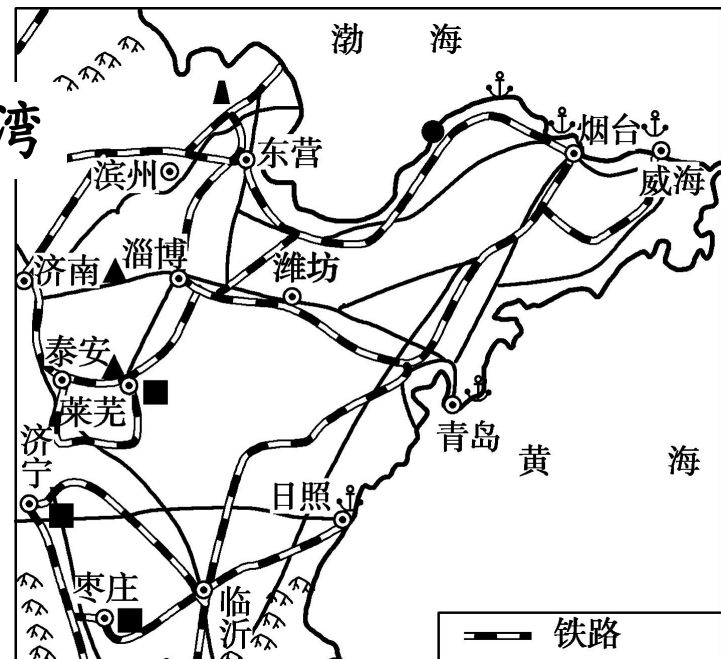 渤 海
湾
烟台
东营
滨州
威海
淄博
济南
潍坊
泰安
莱芜
青岛
济宁
黄 海
日照
枣庄
临沂
铁路